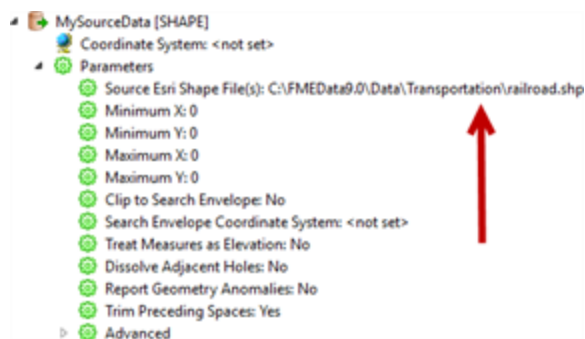 MySourceData [SHAPE]
Coordinate System: <not set>
Parameters
Source Esri Shape File(s): C:\FMEData9.0\Data\Transportation\railroad.shp
Minimum X: 0
Minimum Y: 0
Maximum X: 0
Maximum Y: 0
Clip to Search Envelope: No
Search Envelope Coordinate System: <not set>
Treat Measures as Elevation: No
Dissolve Adjacent Holes: No
Report Geometry Anomalies: No
Trim Preceding Spaces: Yes
Advanced